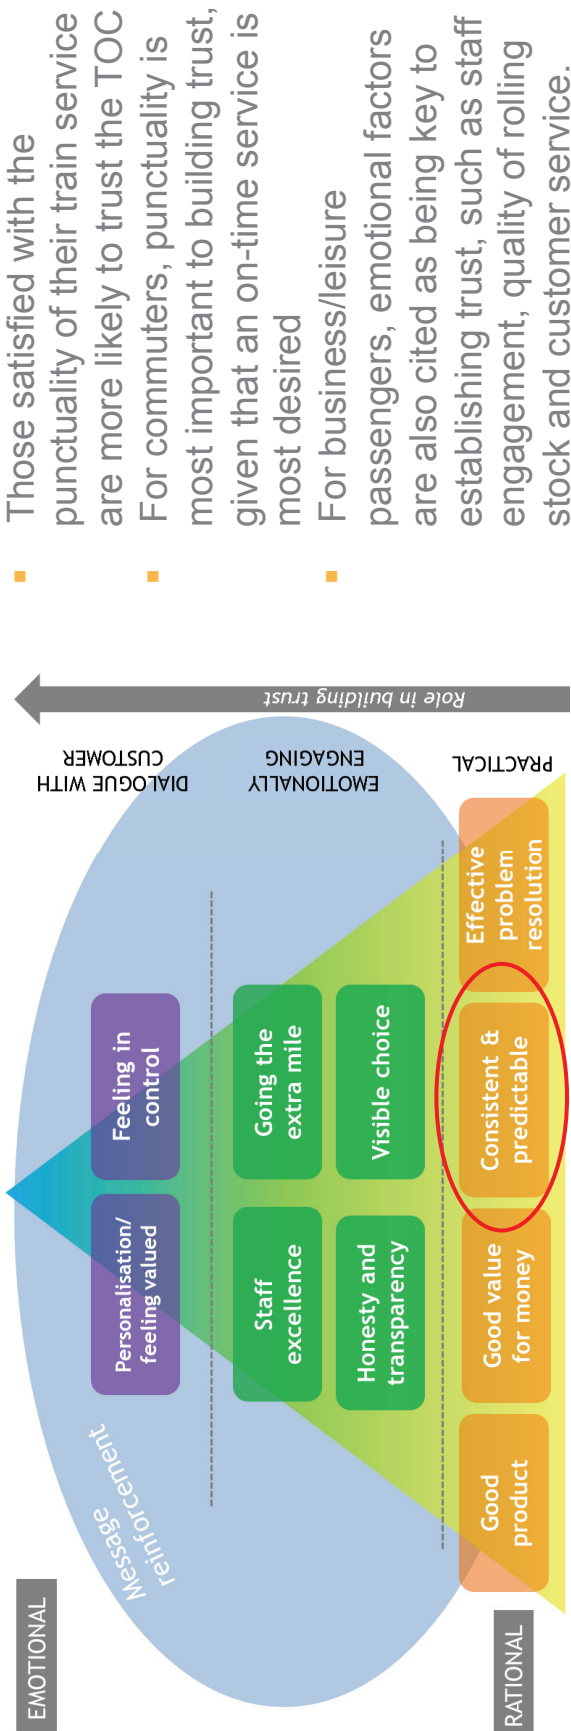 EMOTIONAL
Message
reinforcement
Personalisation/
feeling valued
Feeling in
control
DIALOGUE WITH
CUSTOMER
Staff
excellence
Going the
extra mile
Honesty and
transparency
Visible choice
EMOTIONALLY
ENGAGING
RATIONAL
Good
product
Good value
for money
Consistent &
predictable
Effective
problem
resolution
PRACTICAL
Role in building trust
▪ Those satisfied with the
punctuality of their train service
are more likely to trust the TOC
▪ For commuters, punctuality is
most important to building trust,
given that an on-time service is
most desired
▪ For business/leisure
passengers, emotional factors
are also cited as being key to
establishing trust, such as staff
engagement, quality of rolling
stock and customer service.